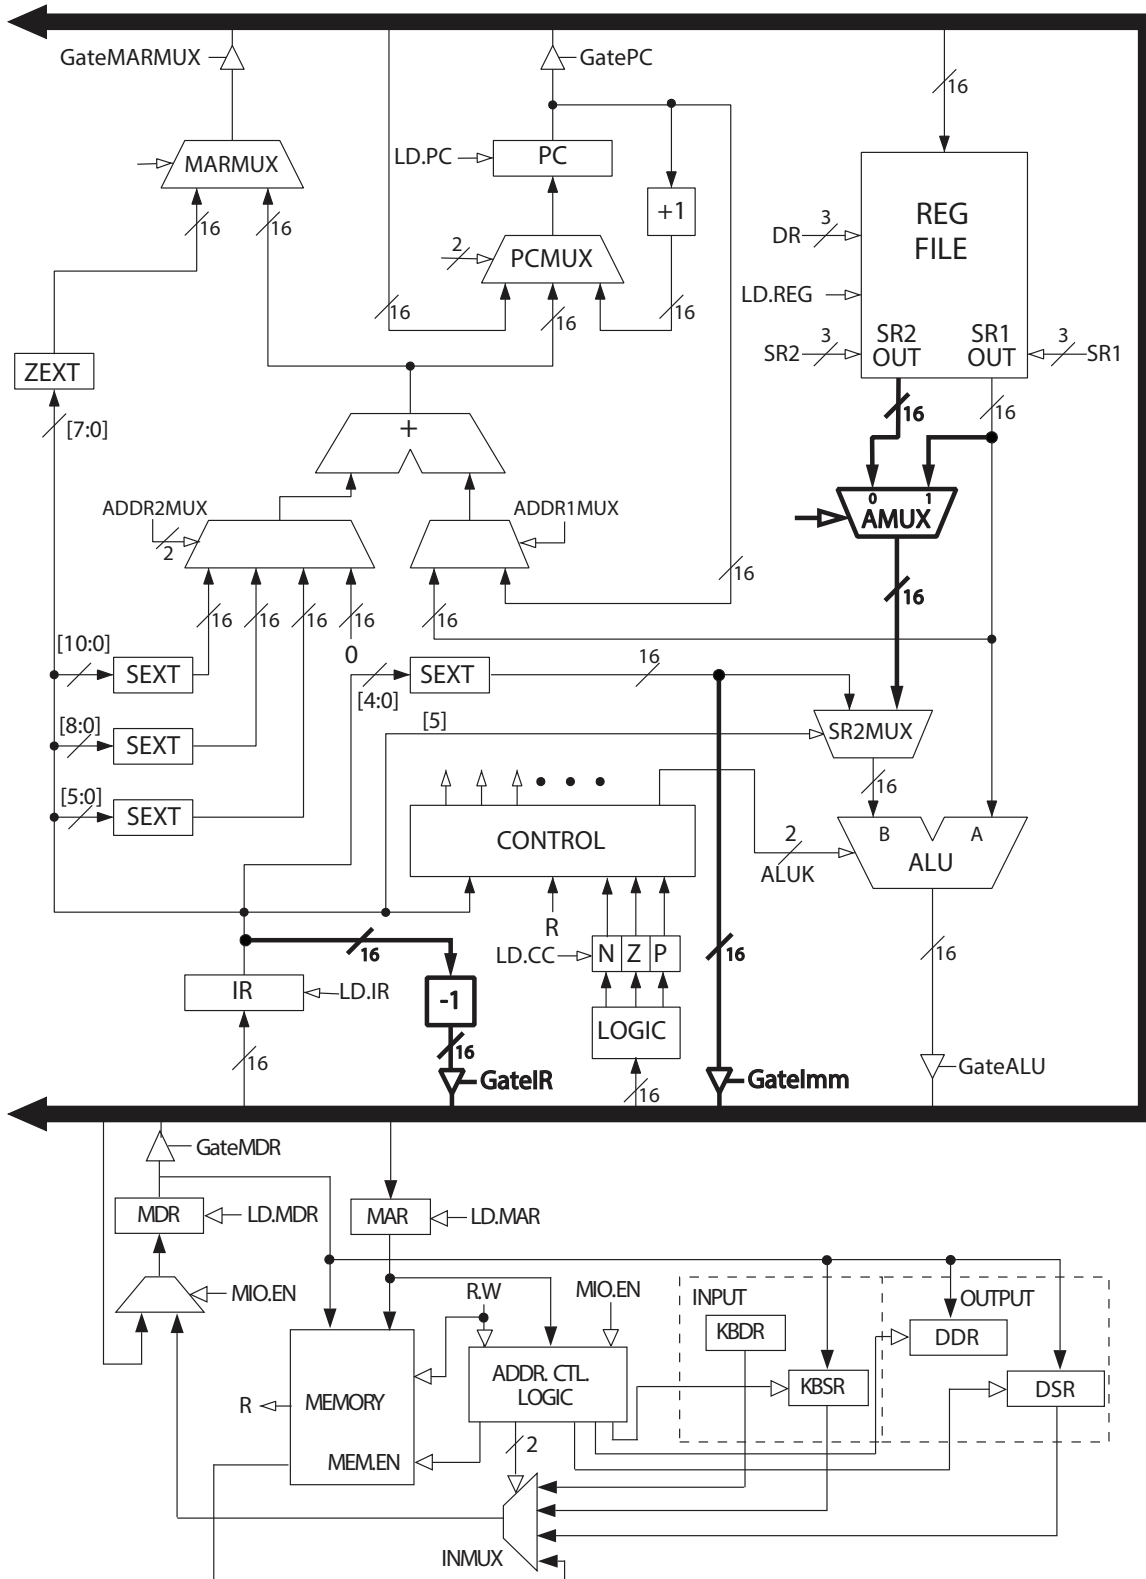 GateMARMUX
GatePC
16
MARMUX
LD.PC
PC
+1
REG
FILE
DR
3
16
16
2
PCMUX
LD.REG
16
16
16
SR2
3
SR2
OUT
SR1
OUT
3
SR1
ZEXT
[7:0]
16
16
+
0
1
AMUX
ADDR2MUX
2
ADDR1MUX
16
16
16
16
16
16
0
[10:0]
SEXT
[4:0]
SEXT
16
[8:0]
SEXT
[5]
SR2MUX
[5:0]
SEXT
16
CONTROL
2
ALUK
B
A
ALU
R
16
LD.CC
N
Z
P
16
16
IR
LD.IR
-1
LOGIC
16
16
GateIR
16
GateImm
GateALU
GateMDR
MDR
LD.MDR
MAR
LD.MAR
MIO.EN
R.W
MIO.EN
INPUT
KBDR
OUTPUT
DDR
MEMORY
ADDR. CTL.
LOGIC
KBSR
DSR
R
MEM.EN
2
INMUX